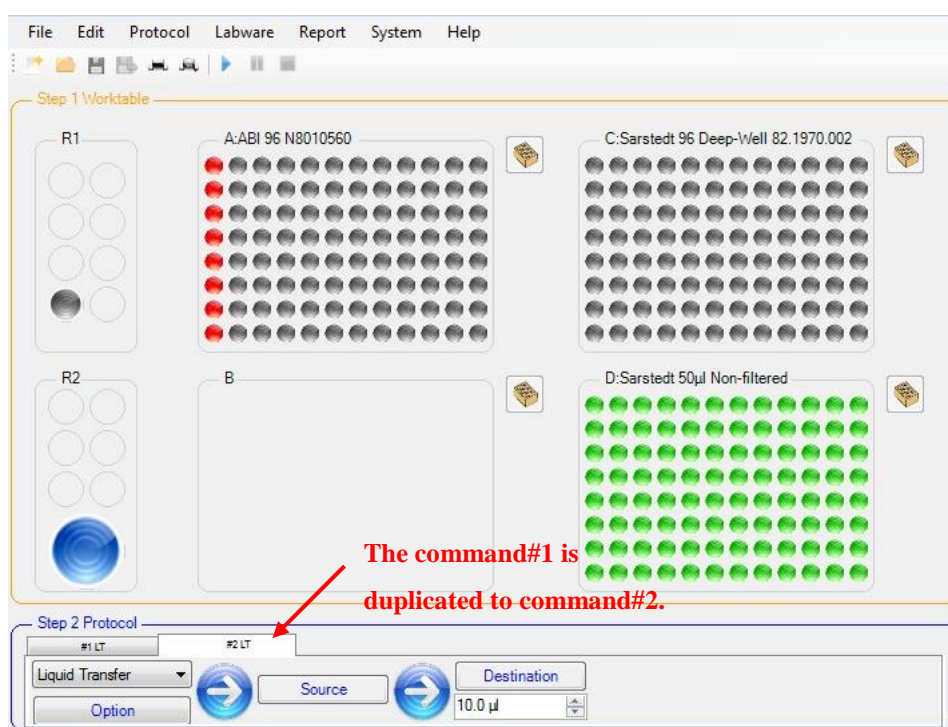 File Edit Protocol Labware Report System Help
Step 1 Worktable
R1
A:ABI 96 N8010560
C:Sarstedt 96 Deep-Well 82.1970.002
R2
B
D:Sarstedt 50µl Non-filtered
The command#1 is
duplicated to command#2.
Step 2 Protocol
#1 LT #2 LT
Liquid Transfer
Source
Destination
10.0 µl
Option